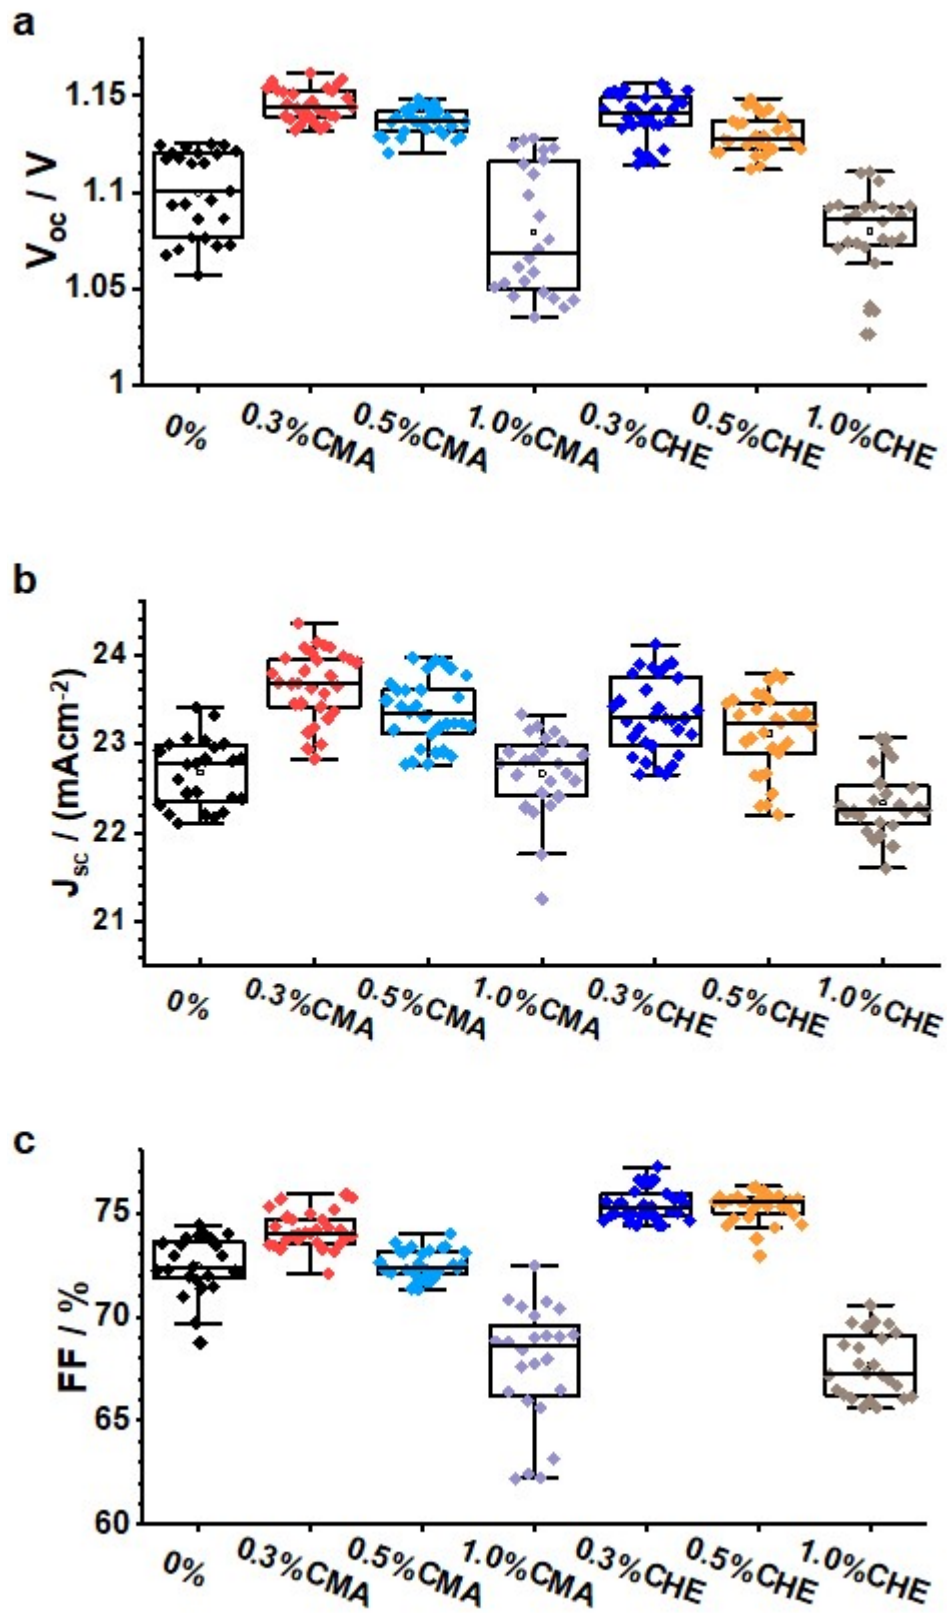 a
1.15
1.1
1.05
1
Voc / V
0%
0.3%CMA
0.5%CMA
1.0%CMA
0.3%CHE
0.5%CHE
1.0%CHE
b
24
23
22
21
Jsc / (mAcm-2)
0%
0.3%CMA
0.5%CMA
1.0%CMA
0.3%CHE
0.5%CHE
1.0%CHE
c
75
70
65
60
FF / %
0%
0.3%CMA
0.5%CMA
1.0%CMA
0.3%CHE
0.5%CHE
1.0%CHE